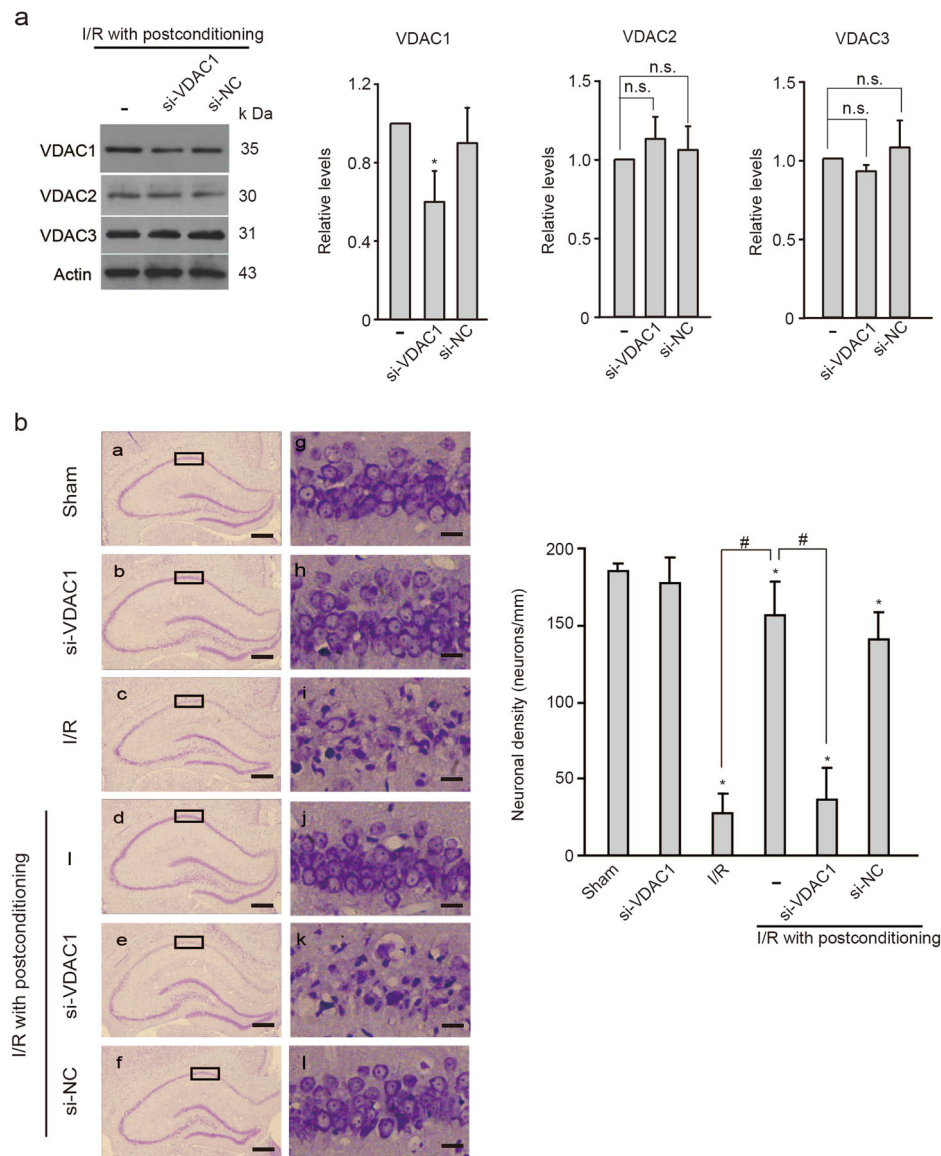 a
I/R with postconditioning
- si-VDAC1 si-NC
k Da
VDAC1 35
VDAC2 30
VDAC3 31
Actin 43
VDAC1
Relative levels
1.2
0.8
0.4
0
*
- si-VDAC1 si-NC
VDAC2
Relative levels
1.5
1.0
0.5
0
n.s.
n.s.
- si-VDAC1 si-NC
VDAC3
Relative levels
1.5
1.0
0.5
0
n.s.
n.s.
- si-VDAC1 si-NC
b
Sham
a g
si-VDAC1
b h
I/R
c i
I/R with postconditioning
–
d j
si-VDAC1
e k
si-NC
f l
Neuronal density (neurons/mm)
200
150
100
50
0
# #
* * * *
Sham si-VDAC1 I/R – si-VDAC1 si-NC
I/R with postconditioning